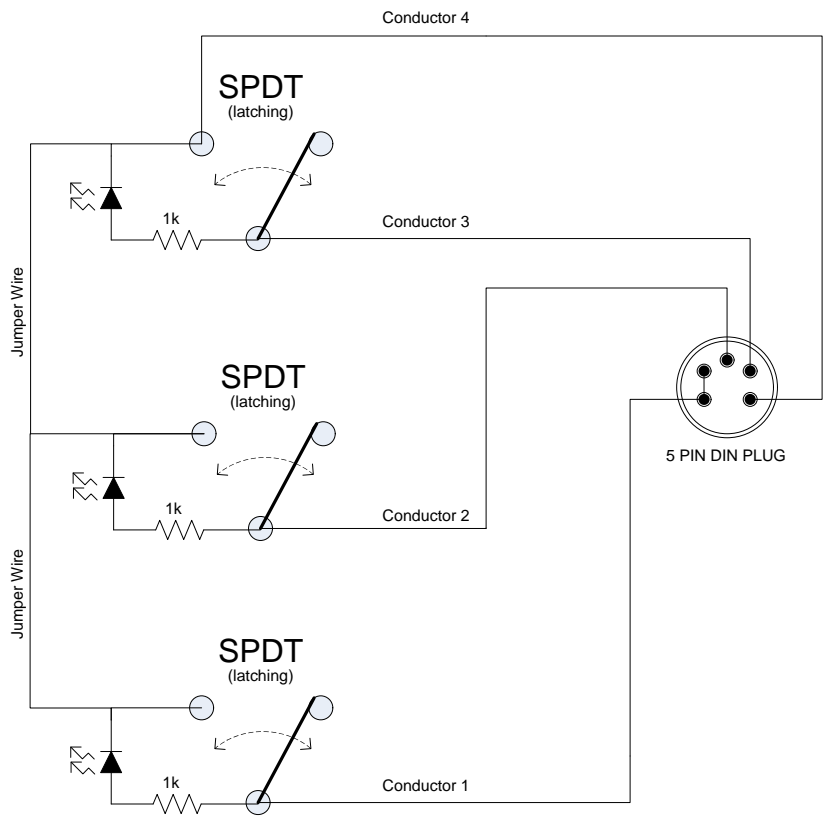 Conductor 4
SPDT
(latching)
1k
Conductor 3
Jumper Wire
SPDT
(latching)
5 PIN DIN PLUG
1k
Conductor 2
Jumper Wire
SPDT
(latching)
1k
Conductor 1